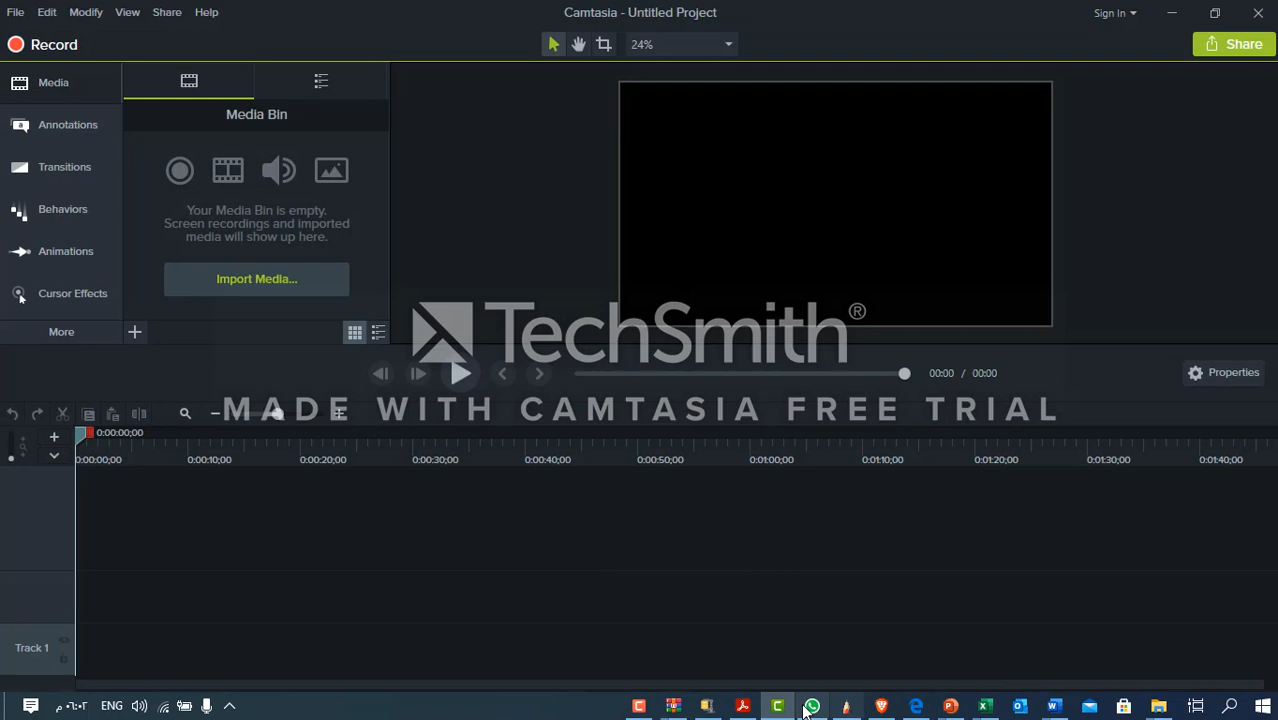 File Edit Modify View Share Help
Camtasia - Untitled Project
Sign In
Record
24%
Share
Media
Annotations
Transitions
Behaviors
Animations
Cursor Effects
More
Media Bin
Your Media Bin is empty.
Screen recordings and imported
media will show up here.
Import Media...
TechSmith®
00:00 / 00:00
Properties
MADE WITH CAMTASIA FREE TRIAL
0:00:00;00
0:00:00;00 0:00:10;00 0:00:20;00 0:00:30;00 0:00:40;00 0:00:50;00 0:01:00;00 0:01:10;00 0:01:20;00 0:01:30;00 0:01:40;00
Track 1
ENG